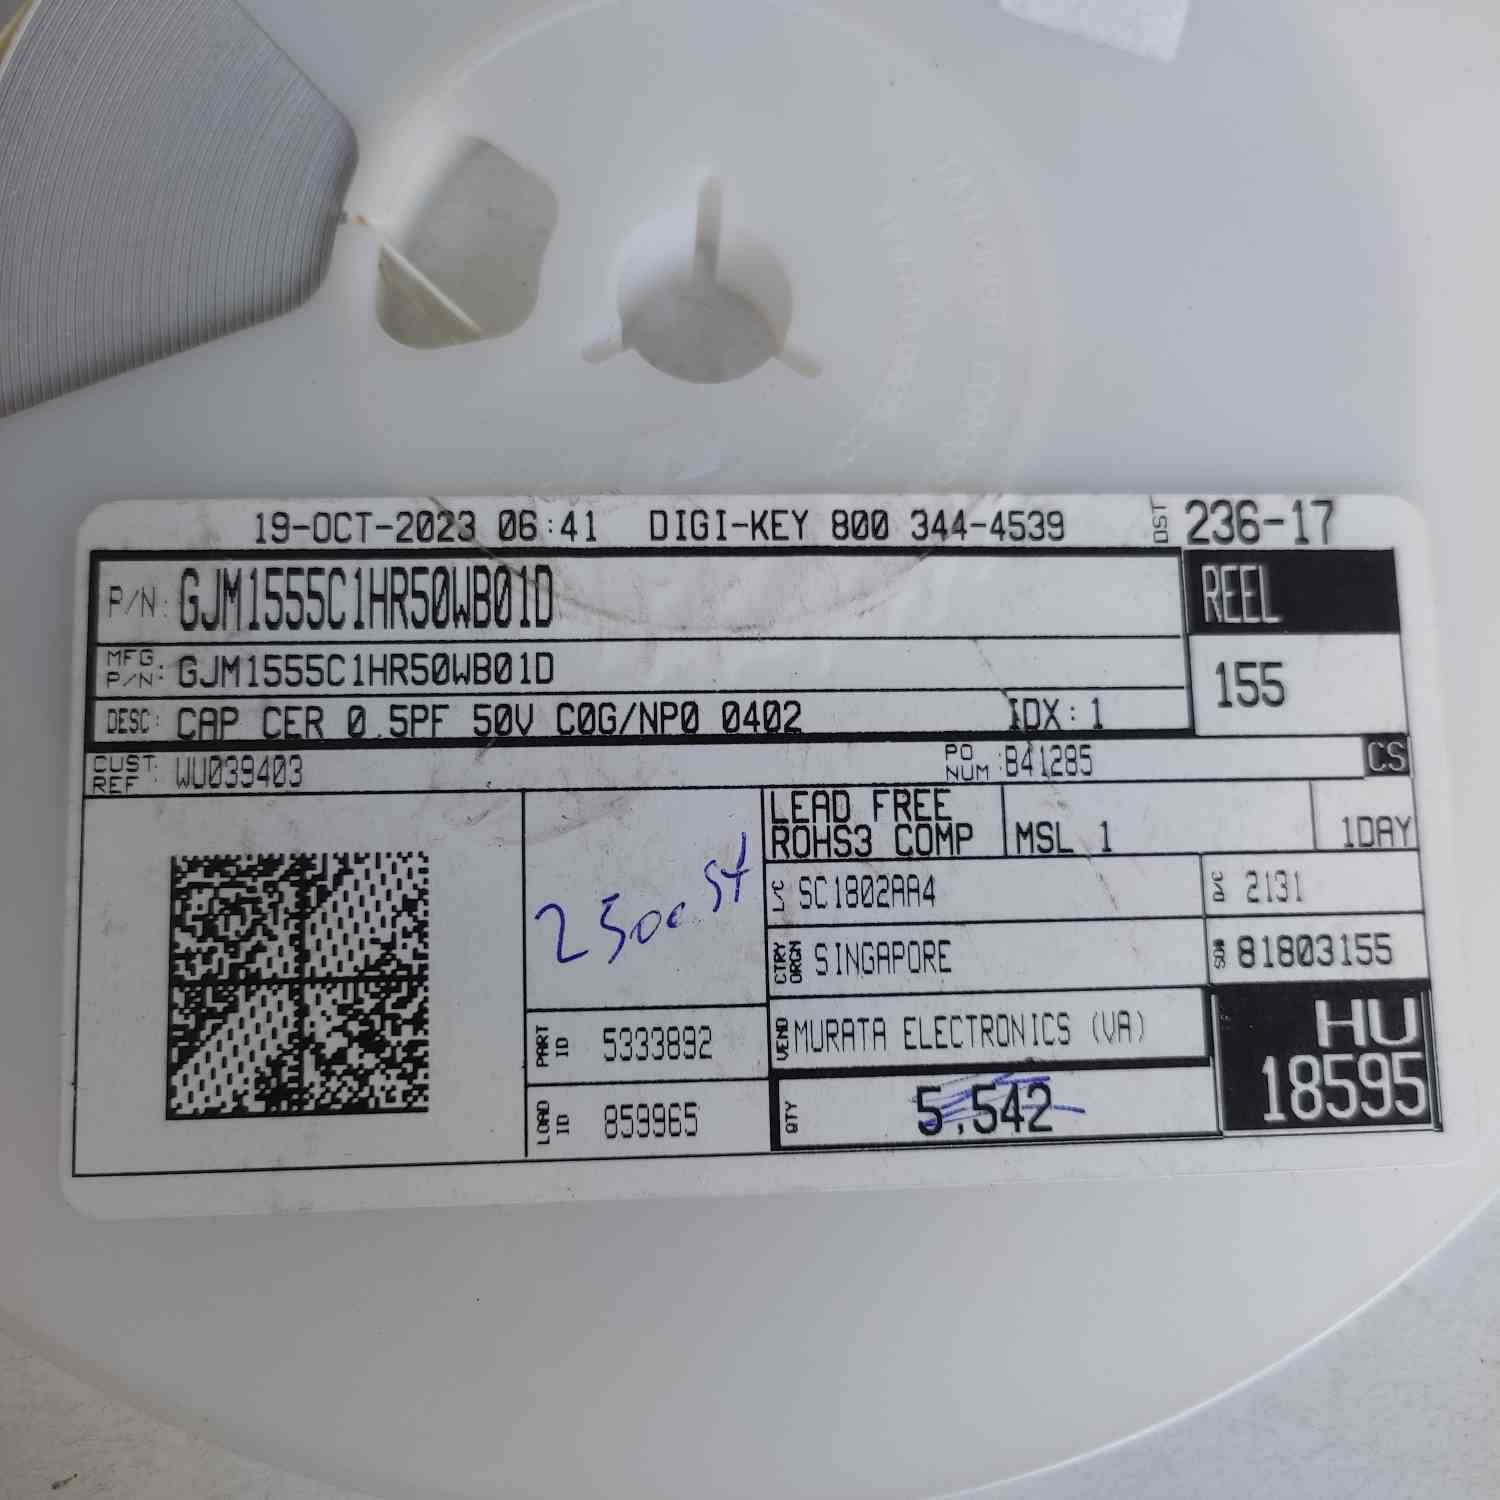 19-OCT-2023 06:41 DIGI-KEY 800 344-4539 DST 236-17
P/N: GJM1555C1HR50WB01D
REEL
MFG P/N: GJM1555C1HR50WB01D
155
DESC: CAP CER 0.5PF 50V C0G/NP0 0402 IDX: 1
CUST REF: WU039403 PO NUM: B41285 CS
LEAD FREE
ROHS3 COMP
MSL 1
1DAY
2500 St
L/C SC1802AA4
D/C 2131
CTRY ORGN SINGAPORE
SO# 81803155
PART ID 5333892
VEND MURATA ELECTRONICS (VA)
HU
18595
LOAD ID 859965
QTY 5,542